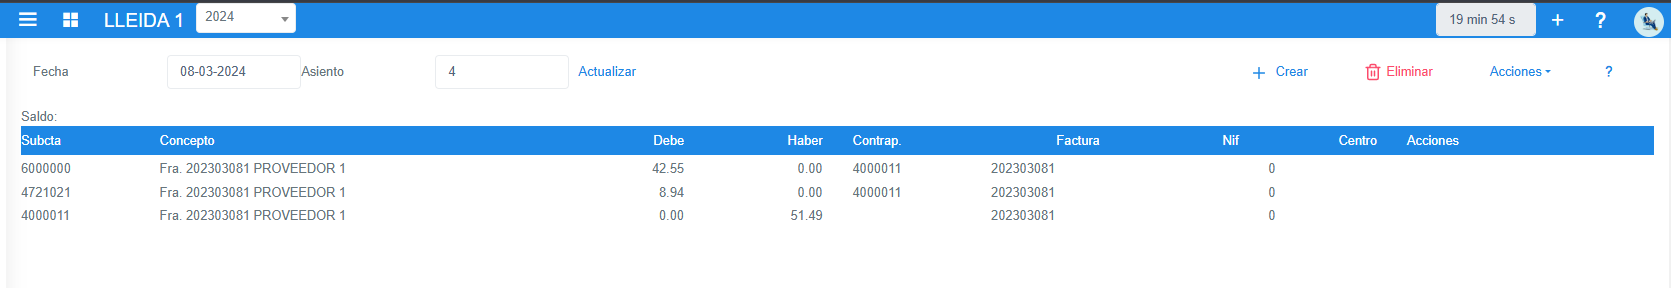 LLEIDA 1 2024 19 min 54 s + ?
Fecha 08-03-2024 Asiento 4 Actualizar + Crear Eliminar Acciones ?
Saldo:
Subcta Concepto Debe Haber Contrap. Factura Nif Centro Acciones
6000000 Fra. 202303081 PROVEEDOR 1 42.55 0.00 4000011 202303081 0
4721021 Fra. 202303081 PROVEEDOR 1 8.94 0.00 4000011 202303081 0
4000011 Fra. 202303081 PROVEEDOR 1 0.00 51.49 202303081 0